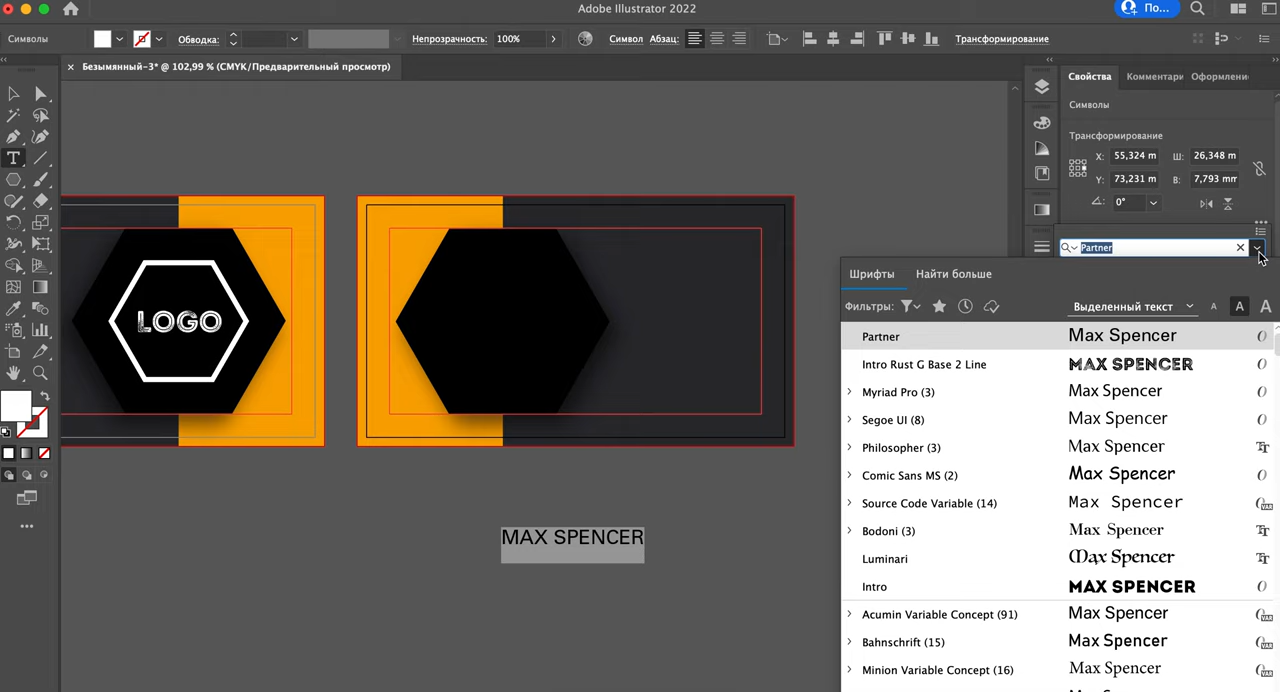 Adobe Illustrator 2022
По...
Символы
Обводка:
Непрозрачность:
100%
Символ
Абзац:
Трансформирование
× Безымянный-3* @ 102,99 % (CMYK/Предварительный просмотр)
Свойства
Комментари
Оформлени
Символы
Трансформирование
X: 55,324 m
Ш: 26,348 m
Y: 73,231 m
В: 7,793 mm
0°
Partner
Шрифты
Найти больше
Фильтры:
Выделенный текст
A
A
A
Partner
Max Spencer
Intro Rust G Base 2 Line
MAX SPENCER
Myriad Pro (3)
Max Spencer
Segoe UI (8)
Max Spencer
Philosopher (3)
Max Spencer
Comic Sans MS (2)
Max Spencer
Source Code Variable (14)
Max Spencer
Bodoni (3)
Max Spencer
Luminari
Max Spencer
Intro
MAX SPENCER
Acumin Variable Concept (91)
Max Spencer
Bahnschrift (15)
Max Spencer
Minion Variable Concept (16)
Max Spencer
LOGO
MAX SPENCER